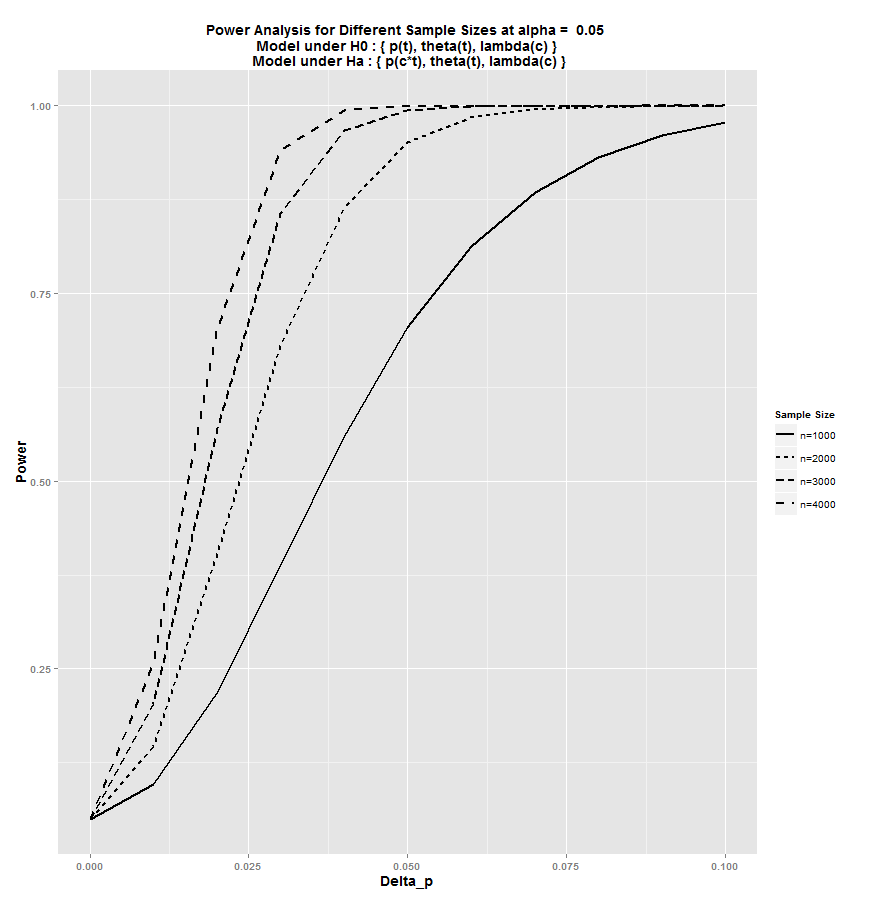 Power Analysis for Different Sample Sizes at alpha = 0.05
Model under H0 : { p(t), theta(t), lambda(c) }
Model under Ha : { p(c*t), theta(t), lambda(c) }
1.00
0.75
0.50
0.25
Power
0.000
0.025
0.050
0.075
0.100
Delta_p
Sample Size
n=1000
n=2000
n=3000
n=4000